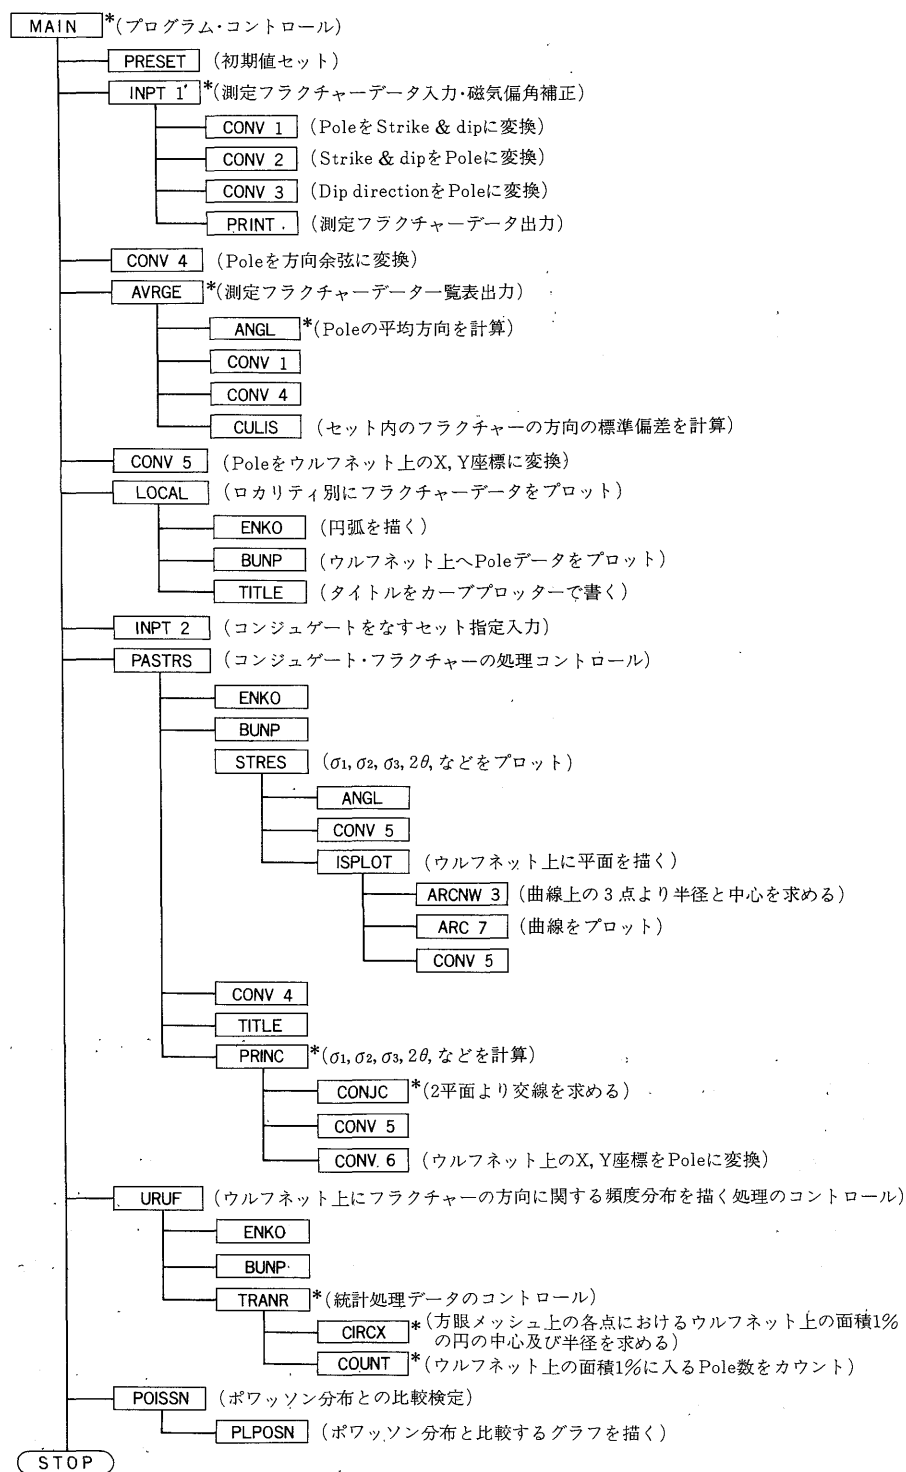 MAIN *(プログラム・コントロール)
PRESET (初期値セット)
INPT 1' *(測定フラクチャーデータ入力・磁気偏角補正)
CONV 1 (PoleをStrike & dipに変換)
CONV 2 (Strike & dipをPoleに変換)
CONV 3 (Dip directionをPoleに変換)
PRINT . (測定フラクチャーデータ出力)
CONV 4 (Poleを方向余弦に変換)
AVRGE *(測定フラクチャーデータ一覧表出力)
ANGL *(Poleの平均方向を計算)
CONV 1
CONV 4
CULIS (セット内のフラクチャーの方向の標準偏差を計算)
CONV 5 (Poleをウルフネット上のX, Y座標に変換)
LOCAL (ロカリティ別にフラクチャーデータをプロット)
ENKO (円弧を描く)
BUNP (ウルフネット上へPoleデータをプロット)
TITLE (タイトルをカーブプロッターで書く)
INPT 2 (コンジュゲートをなすセット指定入力)
PASTRS (コンジュゲート・フラクチャーの処理コントロール)
ENKO
BUNP
STRES (σ1, σ2, σ3, 2θ, などをプロット)
ANGL
CONV 5
ISPLOT (ウルフネット上に平面を描く)
ARCNW 3 (曲線上の3点より半径と中心を求める)
ARC 7 (曲線をプロット)
CONV 5
CONV 4
TITLE
PRINC *(σ1, σ2, σ3, 2θ, などを計算)
CONJC *(2平面より交線を求める)
CONV 5
CONV. 6 (ウルフネット上のX, Y座標をPoleに変換)
URUF (ウルフネット上にフラクチャーの方向に関する頻度分布を描く処理のコントロール)
ENKO
BUNP
TRANR *(統計処理データのコントロール)
CIRCX *(方眼メッシュ上の各点におけるウルフネット上の面積1%
の円の中心及び半径を求める)
COUNT *(ウルフネット上の面積1%に入るPole数をカウント)
POISSN (ポワッソン分布との比較検定)
PLPOSN (ポワッソン分布と比較するグラフを描く)
STOP